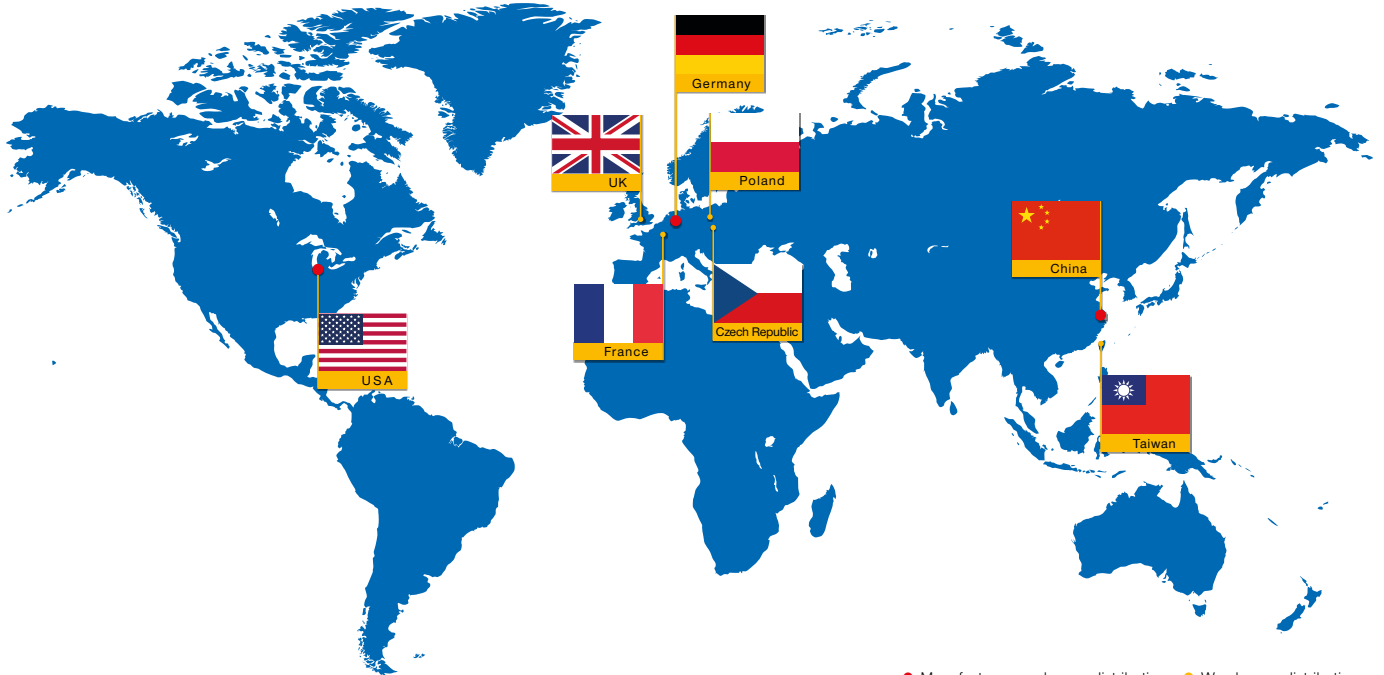 Germany
UK
Poland
China
Czech Republic
France
USA
Taiwan